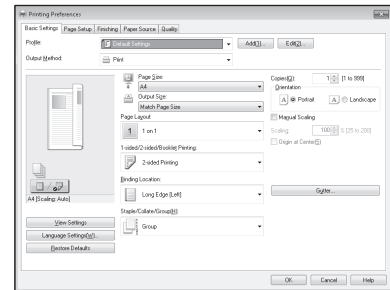 Printing Preferences
Basic Settings Page Setup Finishing Paper Source Quality
Profile: Default Settings Add(1)... Edit(2)...
Output Method: Print
Page Size:
A4
Output Size:
Match Page Size
Copies(Q): 1 [1 to 999]
Orientation
A Portrait A Landscape
Page Layout
1 1 on 1
Manual Scaling
Scaling: 100 % [25 to 200]
Origin at Center(5)
1-sided/2-sided/Booklet Printing:
2-sided Printing
Binding Location:
Long Edge [Left]
Gutter...
A4 [Scaling: Auto]
Staple/Collate/Group(H):
Group
View Settings
Language Settings(W)...
Restore Defaults
OK Cancel Help